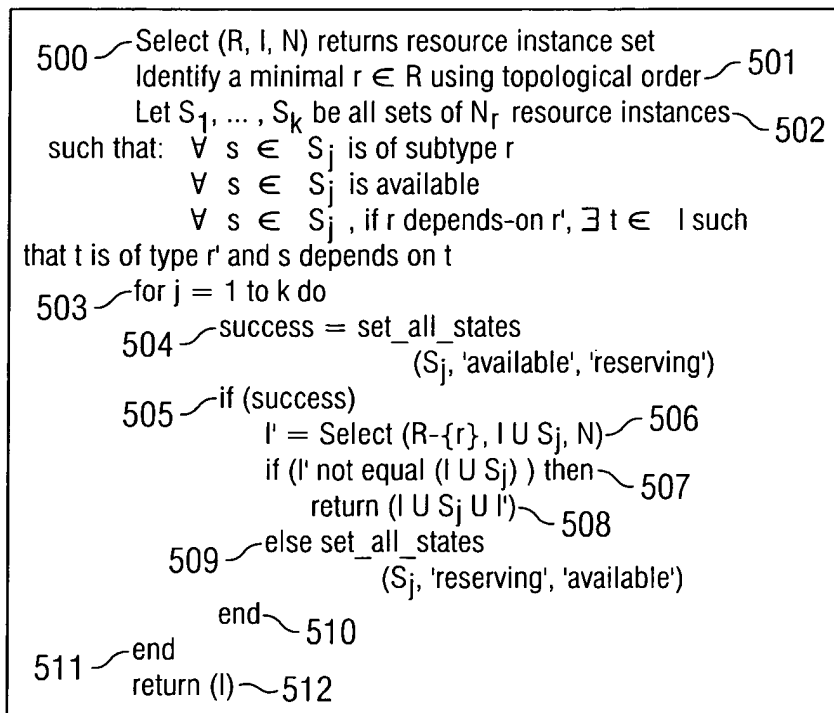 500 Select (R, I, N) returns resource instance set
Identify a minimal r ∈ R using topological order 501
Let S1, ... , Sk be all sets of Nr resource instances 502
such that: ∀ s ∈ Sj is of subtype r
∀ s ∈ Sj is available
∀ s ∈ Sj , if r depends-on r', ∃ t ∈ I such
that t is of type r' and s depends on t
503 for j = 1 to k do
504 success = set_all_states
(Sj, 'available', 'reserving')
505 if (success)
I' = Select (R-{r}, I U Sj, N) 506
if (I' not equal (I U Sj) ) then 507
return (I U Sj U I') 508
509 else set_all_states
(Sj, 'reserving', 'available')
end 510
511 end
return (I) 512